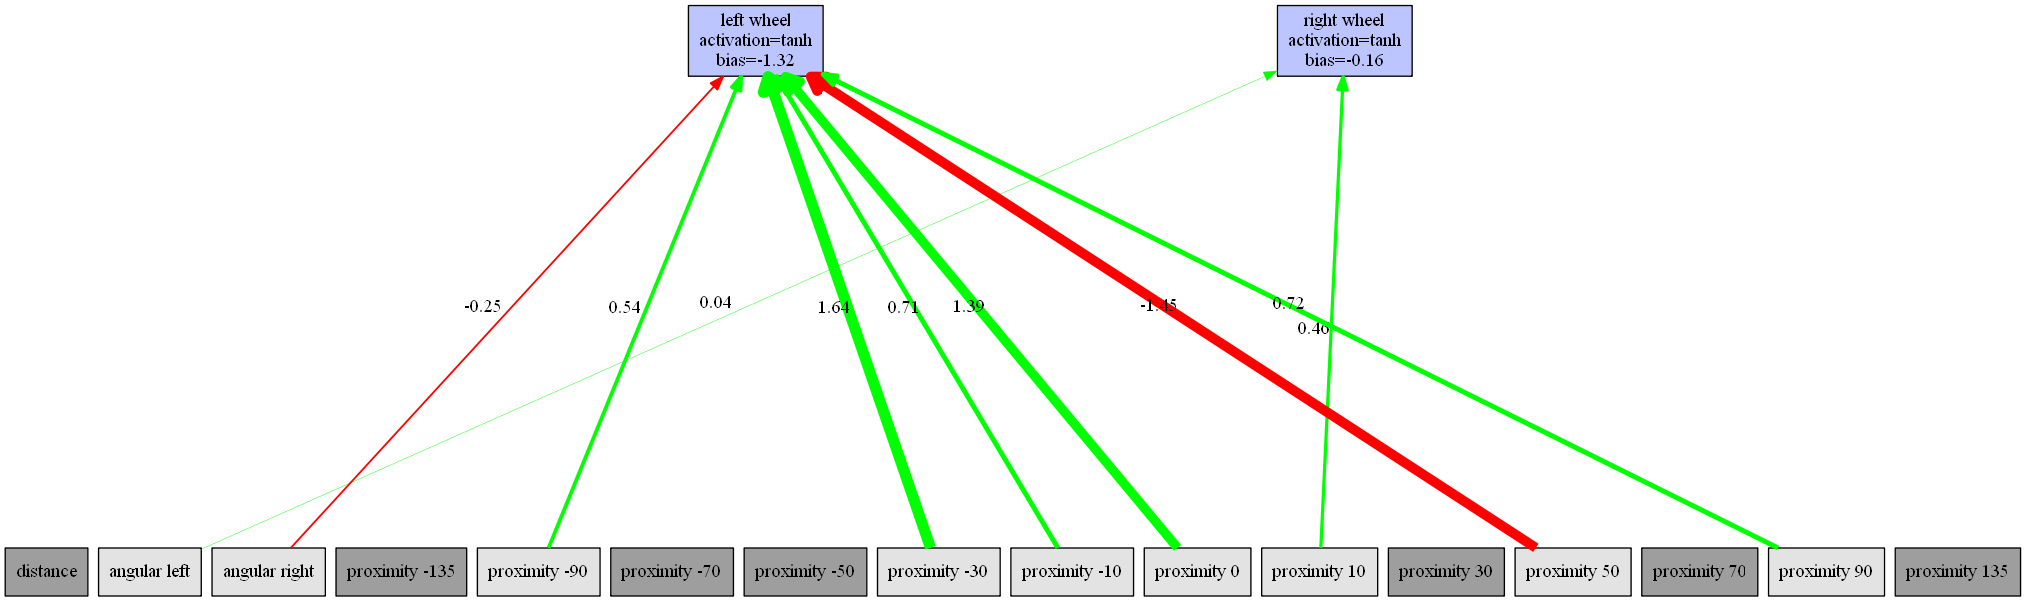 left wheel
activation=tanh
bias=-1.32
right wheel
activation=tanh
bias=-0.16
-0.25
0.54
0.04
1.64
0.71
1.39
-1.45
0.72
0.46
distance
angular left
angular right
proximity -135
proximity -90
proximity -70
proximity -50
proximity -30
proximity -10
proximity 0
proximity 10
proximity 30
proximity 50
proximity 70
proximity 90
proximity 135